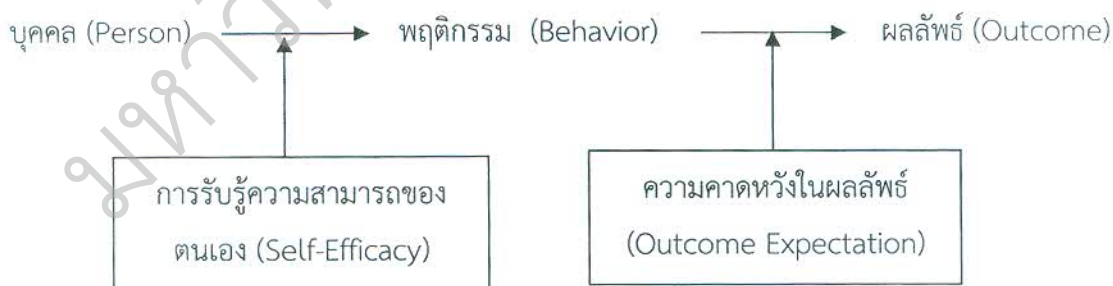 บุคคล (Person) พฤติกรรม (Behavior) ผลลัพธ์ (Outcome)
การรับรู้ความสามารถของ
ตนเอง (Self-Efficacy)
ความคาดหวังในผลลัพธ์
(Outcome Expectation)